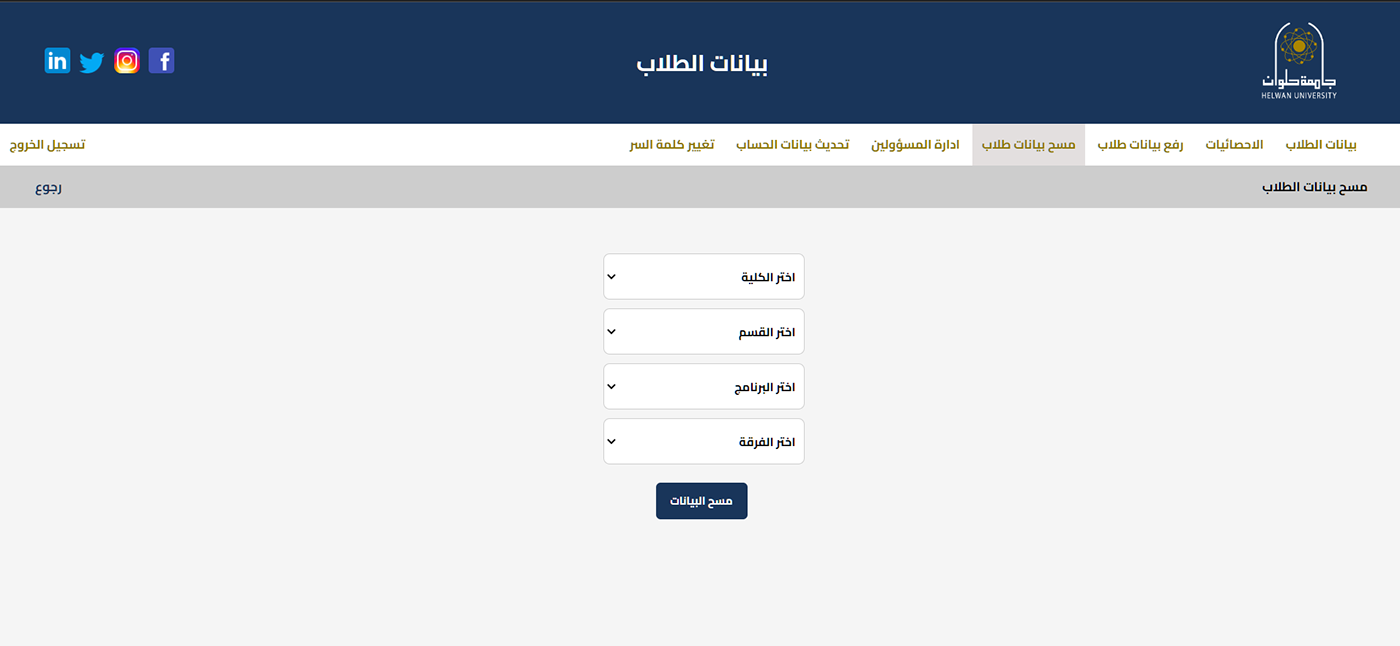 جامعة حلوان
HELWAN UNIVERSITY
بيانات الطلاب
in
f
بيانات الطلاب
الاحصائيات
رفع بيانات طلاب
مسح بيانات طلاب
ادارة المسؤولين
تحديث بيانات الحساب
تغيير كلمة السر
تسجيل الخروج
مسح بيانات الطلاب
رجوع
اختر الكلية
اختر القسم
اختر البرنامج
اختر الفرقة
مسح البيانات